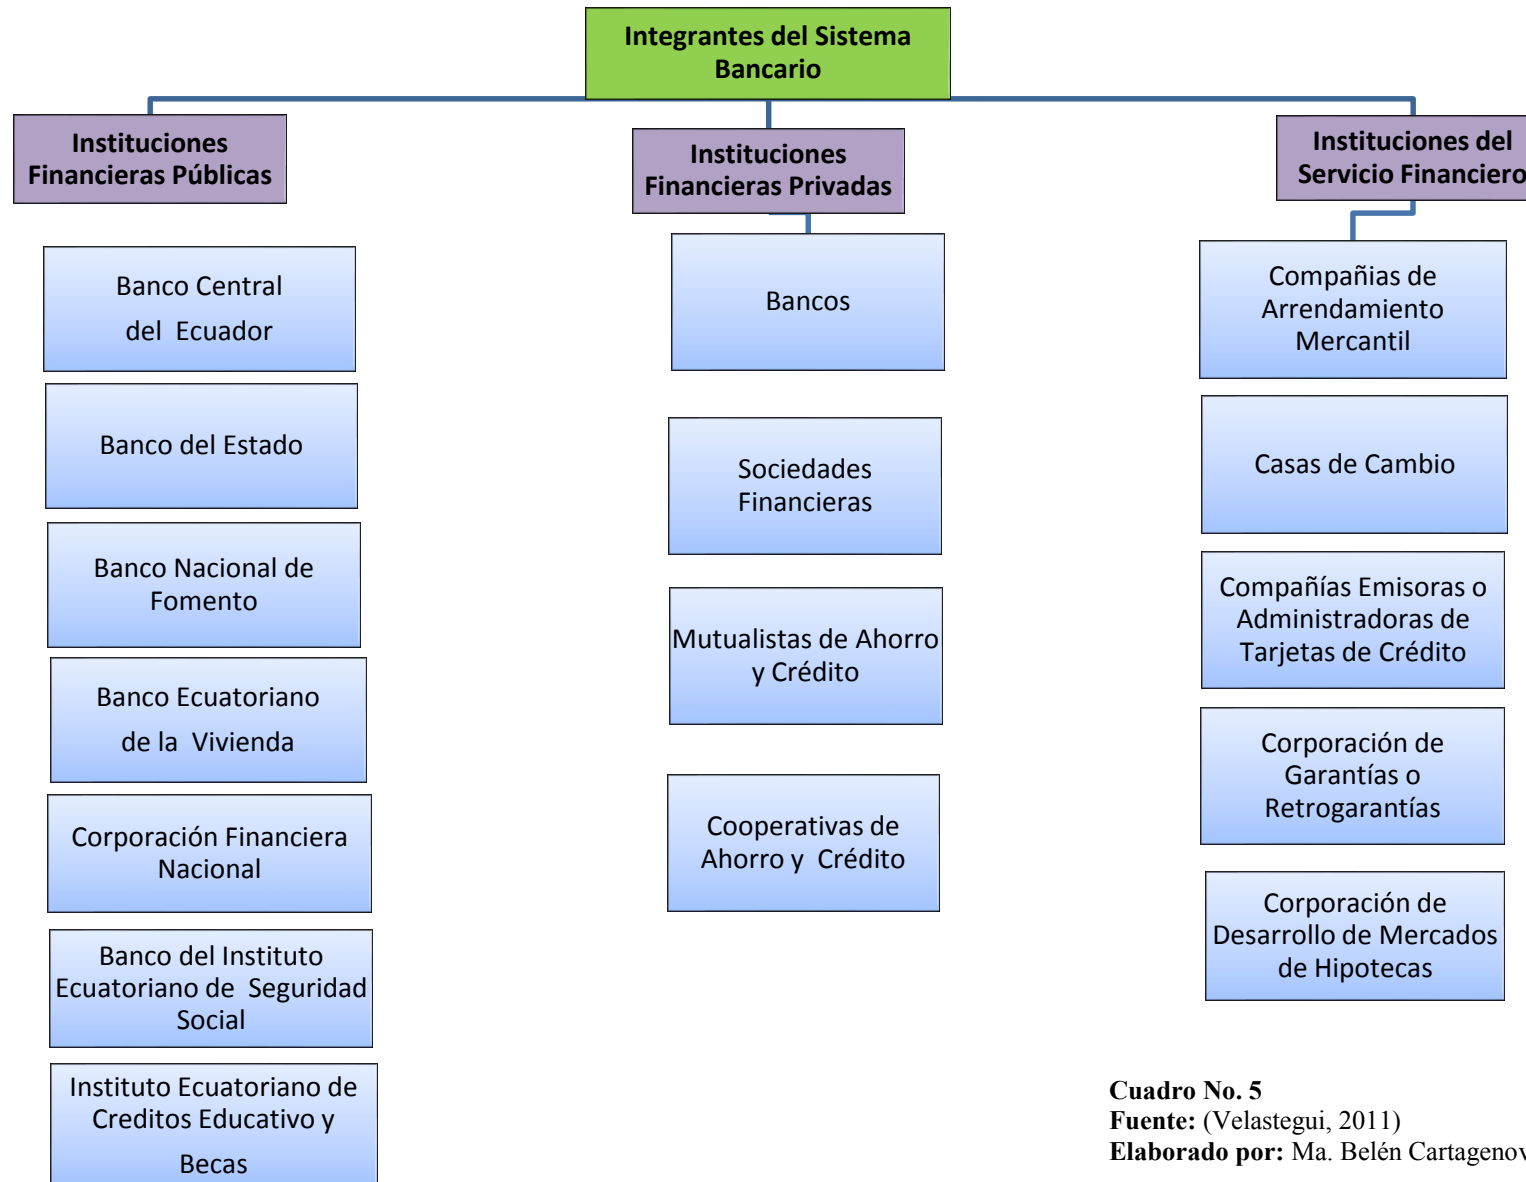 Integrantes del Sistema
Bancario
Instituciones
Financieras Públicas
Banco Central
del Ecuador
Banco del Estado
Banco Nacional de
Fomento
Banco Ecuatoriano
de la Vivienda
Corporación Financiera
Nacional
Banco del Instituto
Ecuatoriano de Seguridad
Social
Instituto Ecuatoriano de
Creditos Educativo y
Becas
Instituciones
Financieras Privadas
Bancos
Sociedades
Financieras
Mutualistas de Ahorro
y Crédito
Cooperativas de
Ahorro y Crédito
Instituciones del
Servicio Financiero
Compañias de
Arrendamiento
Mercantil
Casas de Cambio
Compañías Emisoras o
Administradoras de
Tarjetas de Crédito
Corporación de
Garantías o
Retrogarantías
Corporación de
Desarrollo de Mercados
de Hipotecas
Cuadro No. 5
Fuente: (Velastegui, 2011)
Elaborado por: Ma. Belén